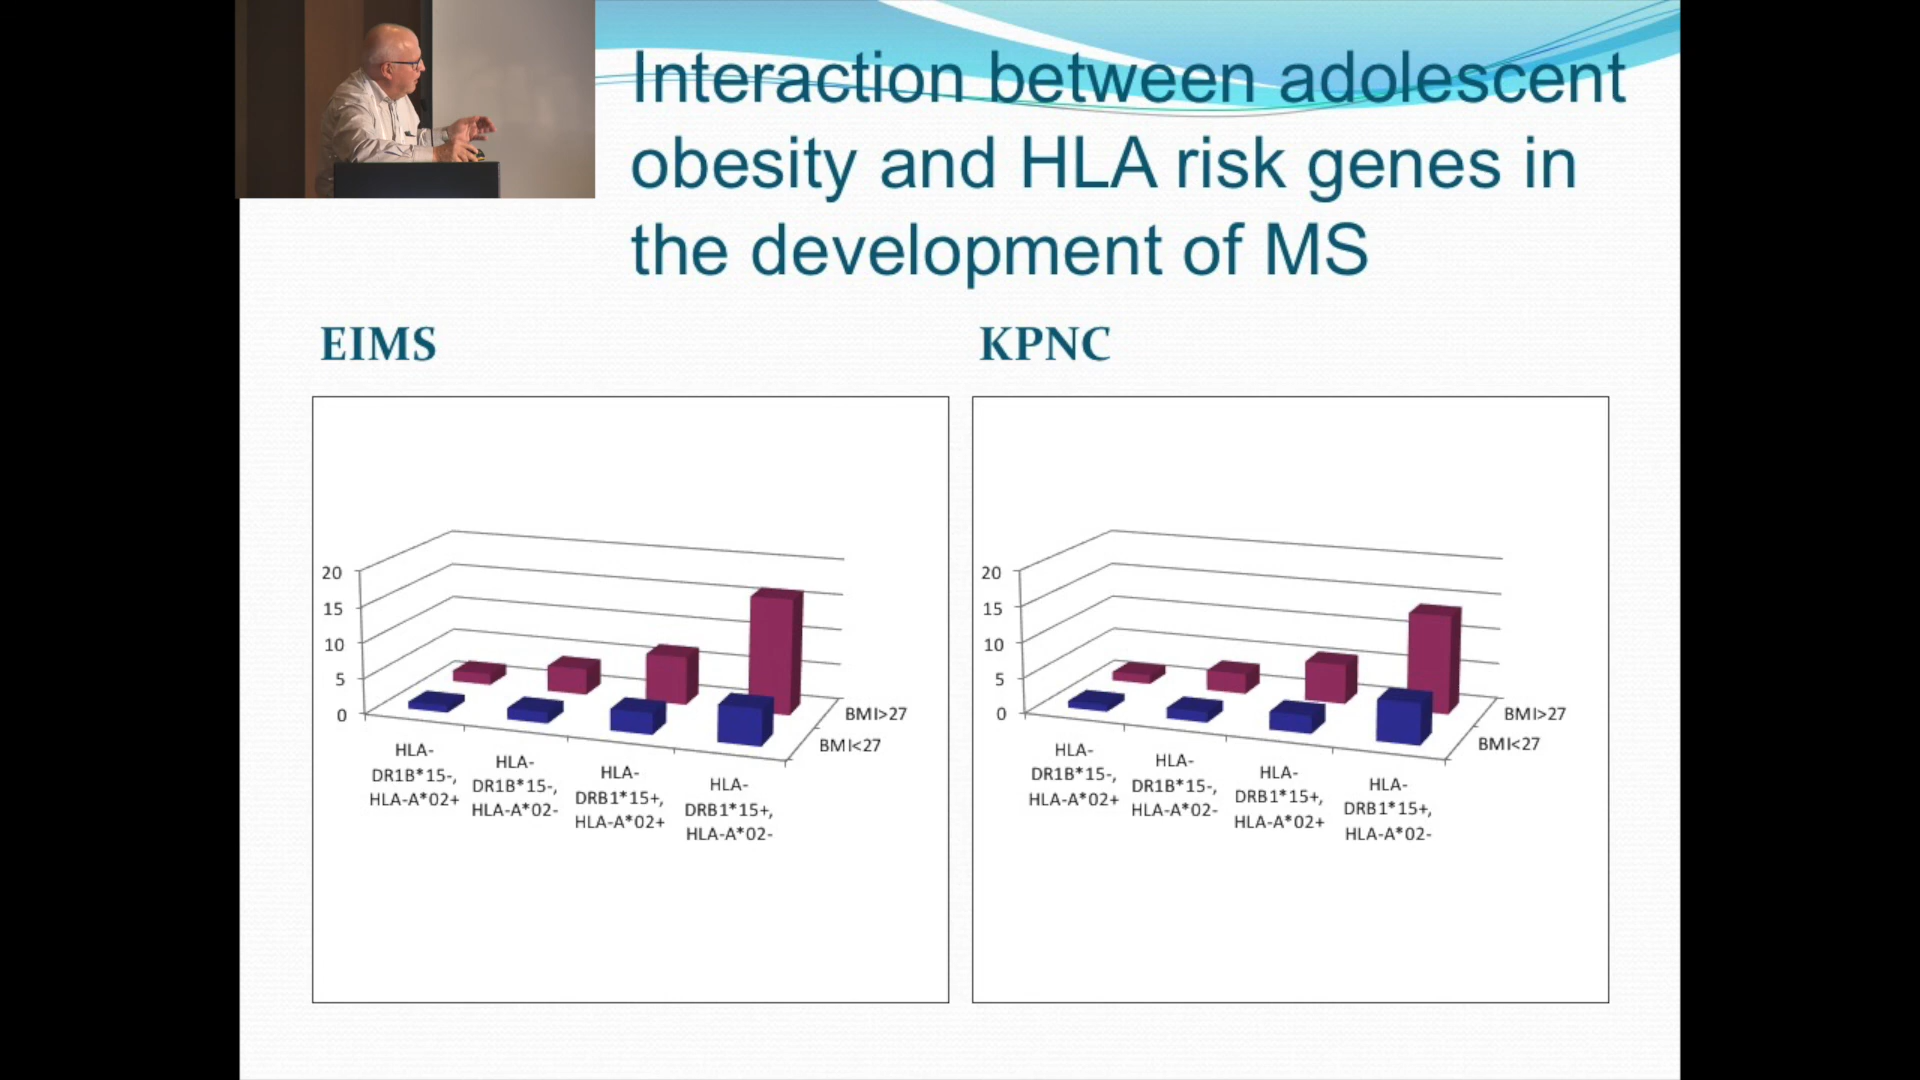 Interaction between adolescent
obesity and HLA risk genes in
the development of MS
EIMS
20
15
10
5
0
BMI>27
BMI<27
HLA-
DR1B*15-,
HLA-A*02+
HLA-
DR1B*15-,
HLA-A*02-
HLA-
DRB1*15+,
HLA-A*02+
HLA-
DRB1*15+,
HLA-A*02-
KPNC
20
15
10
5
0
BMI>27
BMI<27
HLA-
DR1B*15-,
HLA-A*02+
HLA-
DR1B*15-,
HLA-A*02-
HLA-
DRB1*15+,
HLA-A*02+
HLA-
DRB1*15+,
HLA-A*02-